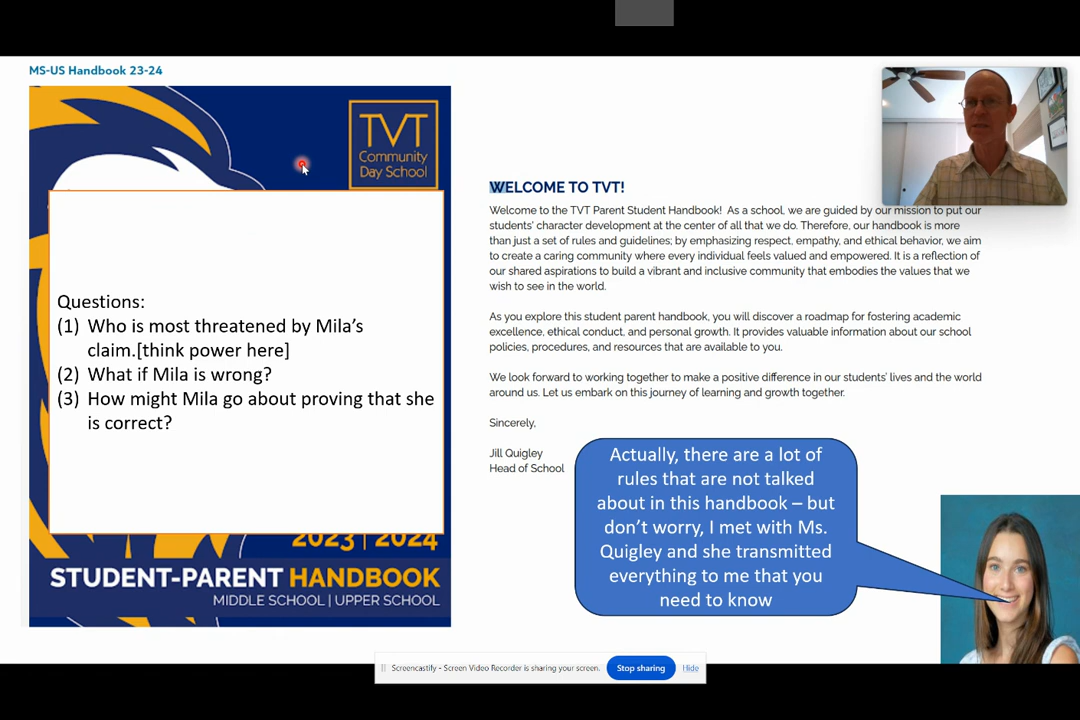 MS-US Handbook 23-24
TVT
Community
Day School
Questions:
(1) Who is most threatened by Mila's
claim.[think power here]
(2) What if Mila is wrong?
(3) How might Mila go about proving that she
is correct?
2023 | 2024
STUDENT-PARENT HANDBOOK
MIDDLE SCHOOL | UPPER SCHOOL
WELCOME TO TVT!
Welcome to the TVT Parent Student Handbook! As a school, we are guided by our mission to put our
students' character development at the center of all that we do. Therefore, our handbook is more
than just a set of rules and guidelines; by emphasizing respect, empathy, and ethical behavior, we aim
to create a caring community where every individual feels valued and empowered. It is a reflection of
our shared aspirations to build a vibrant and inclusive community that embodies the values that we
wish to see in the world.
As you explore this student parent handbook, you will discover a roadmap for fostering academic
excellence, ethical conduct, and personal growth. It provides valuable information about our school
policies, procedures, and resources that are available to you.
We look forward to working together to make a positive difference in our students' lives and the world
around us. Let us embark on this journey of learning and growth together.
Sincerely,
Jill Quigley
Head of School
Actually, there are a lot of
rules that are not talked
about in this handbook – but
don't worry, I met with Ms.
Quigley and she transmitted
everything to me that you
need to know
Screencastify - Screen Video Recorder is sharing your screen.
Stop sharing
Hide